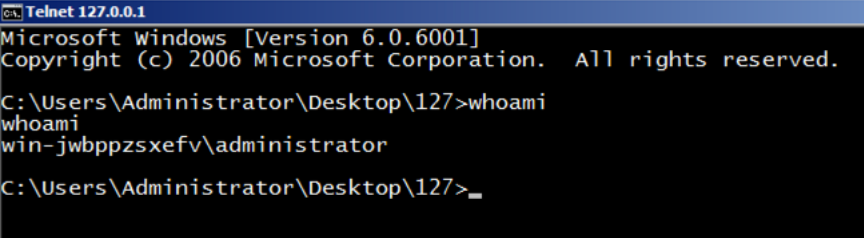 Telnet 127.0.0.1
Microsoft Windows [Version 6.0.6001]
Copyright (c) 2006 Microsoft Corporation.  All rights reserved.
C:\Users\Administrator\Desktop\127>whoami
whoami
win-jwbppzsxefv\administrator
C:\Users\Administrator\Desktop\127>_